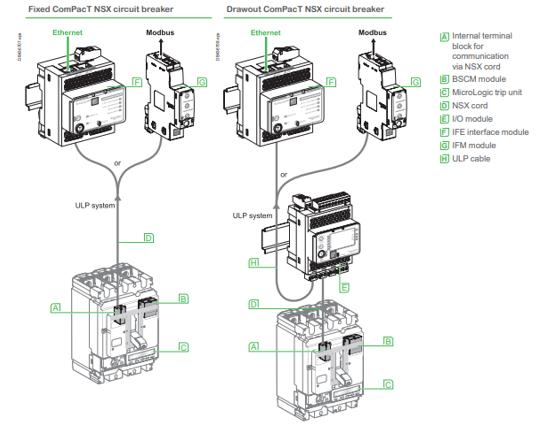 Fixed ComPacT NSX circuit breaker
Ethernet
Modbus
F
G
or
ULP system
D
A
B
C
Drawout ComPacT NSX circuit breaker
Ethernet
Modbus
F
G
or
ULP system
H
E
D
A
B
C
A Internal terminal
block for
communication
via NSX cord
B BSCM module
C MicroLogic trip unit
D NSX cord
E I/O module
F IFE interface module
G IFM module
H ULP cable